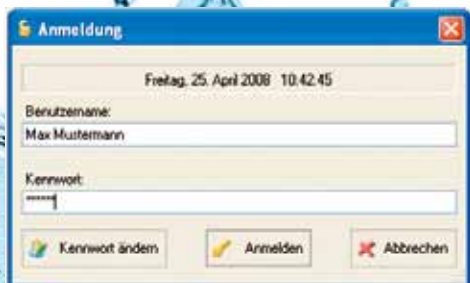 Anmeldung
Freitag, 25. April 2008 10:42:45
Benutzername:
Max Mustermann
Kennwort:
******
Kennwort ändern Anmelden Abbrechen